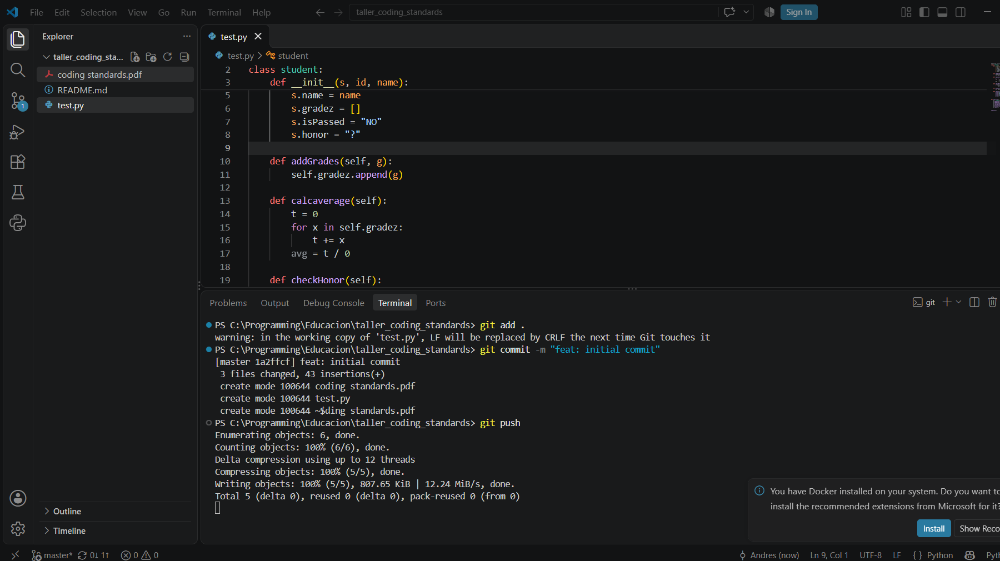 File Edit Selection View Go Run Terminal Help
taller_coding_standards
Sign In
Explorer
taller_coding_sta...
coding standards.pdf
README.md
test.py
1
test.py
test.py > student
2 class student:
3 def __init__(s, id, name):
5 s.name = name
6 s.gradez = []
7 s.isPassed = "NO"
8 s.honor = "?"
9
10 def addGrades(self, g):
11 self.gradez.append(g)
12
13 def calcaverage(self):
14 t = 0
15 for x in self.gradez:
16 t += x
17 avg = t / 0
18
19 def checkHonor(self):
Problems Output Debug Console Terminal Ports
git
PS C:\Programming\Educacion\taller_coding_standards> git add .
warning: in the working copy of 'test.py', LF will be replaced by CRLF the next time Git touches it
PS C:\Programming\Educacion\taller_coding_standards> git commit -m "feat: initial commit"
[master 1a2ffcf] feat: initial commit
3 files changed, 43 insertions(+)
create mode 100644 coding standards.pdf
create mode 100644 test.py
create mode 100644 ~$ding standards.pdf
PS C:\Programming\Educacion\taller_coding_standards> git push
Enumerating objects: 6, done.
Counting objects: 100% (6/6), done.
Delta compression using up to 12 threads
Compressing objects: 100% (5/5), done.
Writing objects: 100% (5/5), 807.65 KiB | 12.24 MiB/s, done.
Total 5 (delta 0), reused 0 (delta 0), pack-reused 0 (from 0)
You have Docker installed on your system. Do you want to
install the recommended extensions from Microsoft for it?
Install
Show Reco
Outline
Timeline
master* 0↓ 1↑ 0 0
Andres (now) Ln 9, Col 1 UTF-8 LF { } Python Pyth